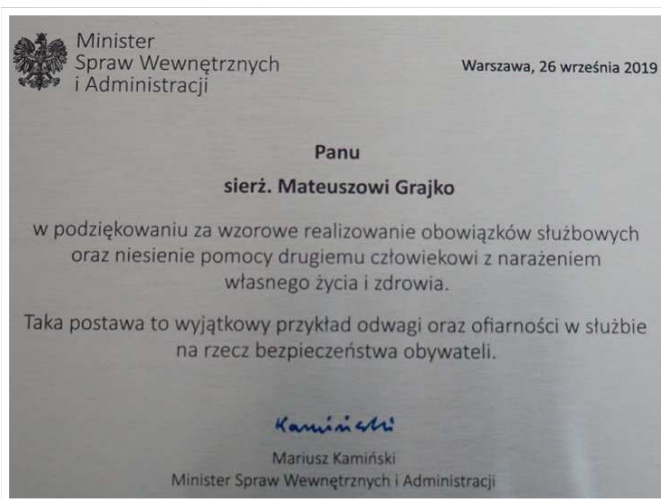 Minister
Spraw Wewnętrznych
i Administracji
Warszawa, 26 września 2019
Panu
sierż. Mateuszowi Grajko
w podziękowaniu za wzorowe realizowanie obowiązków służbowych
oraz niesienie pomocy drugiemu człowiekowi z narażeniem
własnego życia i zdrowia.
Taka postawa to wyjątkowy przykład odwagi oraz ofiarności w służbie
na rzecz bezpieczeństwa obywateli.
Kamiński
Mariusz Kamiński
Minister Spraw Wewnętrznych i Administracji